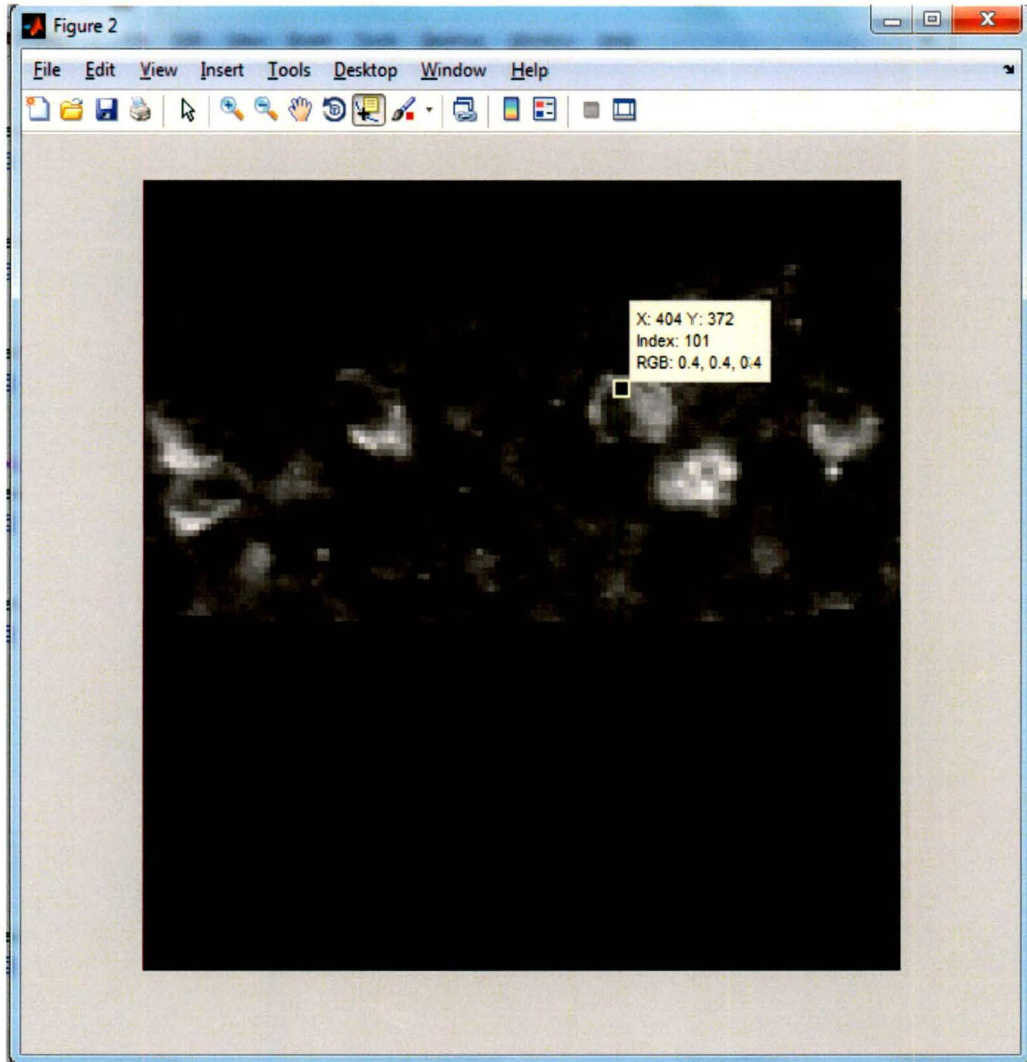 Figure 2
File Edit View Insert Tools Desktop Window Help
X: 404 Y: 372
Index: 101
RGB: 0.4, 0.4, 0.4